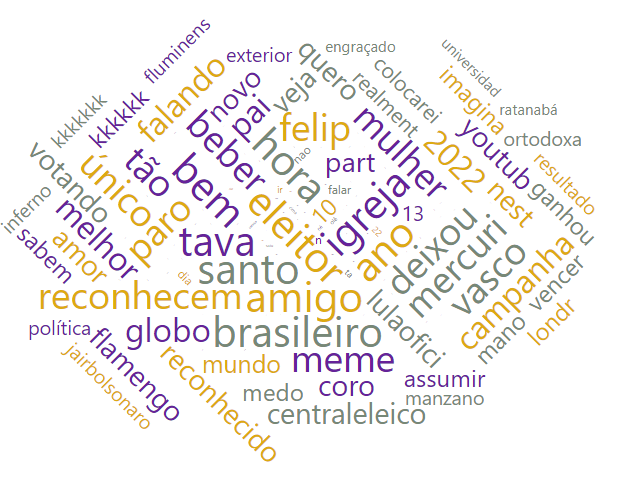 fluminens
engraçado
universidad
exterior
quero
colocarei
imagina
kkkkkkk
kkkkkk
falando
novo
pai
veja
realment
ratanabá
votando
único
tão
beber
bem
hora
felip
mulher
part
2022
nest
youtub
ortodoxa
resultado
ganhou
nao
falar
ir
inferno
sabem
melhor
paro
eleitor
10
igreja
13
deixou
mercuri
vasco
amor
tava
santo
ano
22
campanha
vencer
dia
ta
reconhecem
amigo
lulaofici
mano
londr
política
flamengo
globo
brasileiro
jairbolsonaro
reconhecido
mundo
meme
medo
coro
assumir
manzano
centraleleico